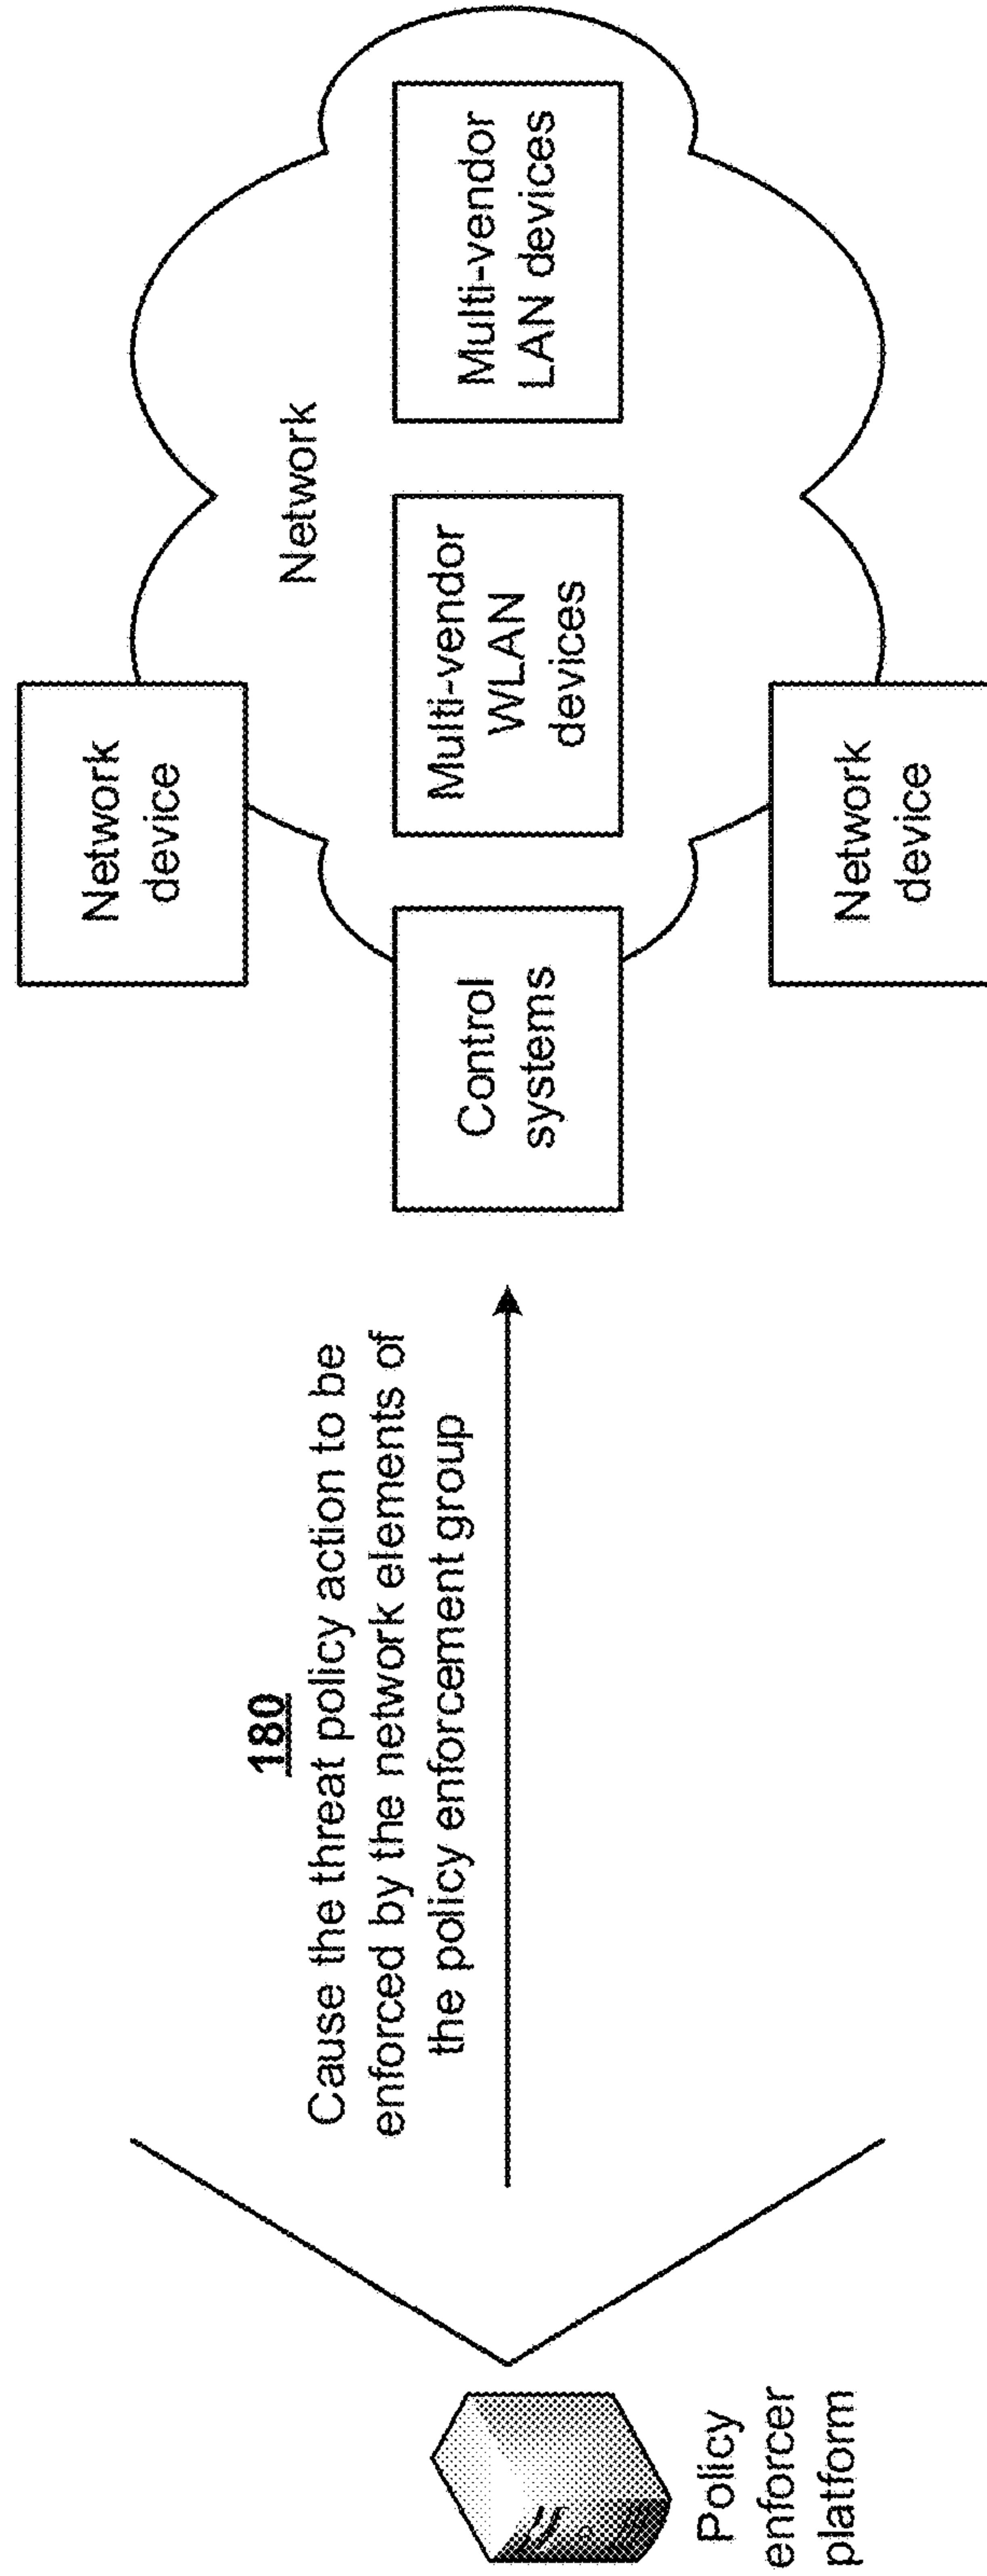 180
Cause the threat policy action to be
enforced by the network elements of
the policy enforcement group
Policy
enforcer
platform
Network
device
Control
systems
Network
device
Network
Multi-vendor
WLAN
devices
Multi-vendor
LAN devices